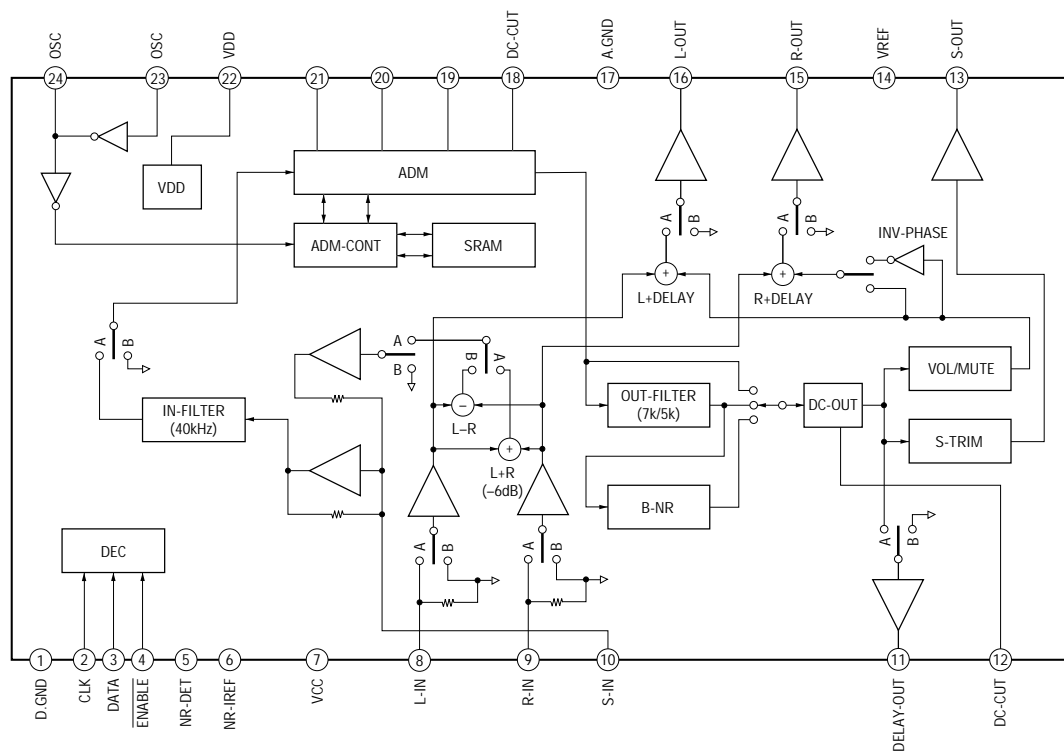 OSC
OSC
VDD
DC-CUT
A.GND
L-OUT
R-OUT
VREF
S-OUT
24
23
22
21
20
19
18
17
16
15
14
13
VDD
ADM
ADM-CONT
SRAM
A
B
A
B
INV-PHASE
+
L+DELAY
+
R+DELAY
A
B
A
B
B
A
IN-FILTER
(40kHz)
–
L–R
+
L+R
(–6dB)
OUT-FILTER
(7k/5k)
B-NR
DC-OUT
VOL/MUTE
S-TRIM
A
B
A
B
A
B
DEC
1
2
3
4
5
6
7
8
9
10
11
12
D.GND
CLK
DATA
ENABLE
NR-DET
NR-IREF
VCC
L-IN
R-IN
S-IN
DELAY-OUT
DC-CUT